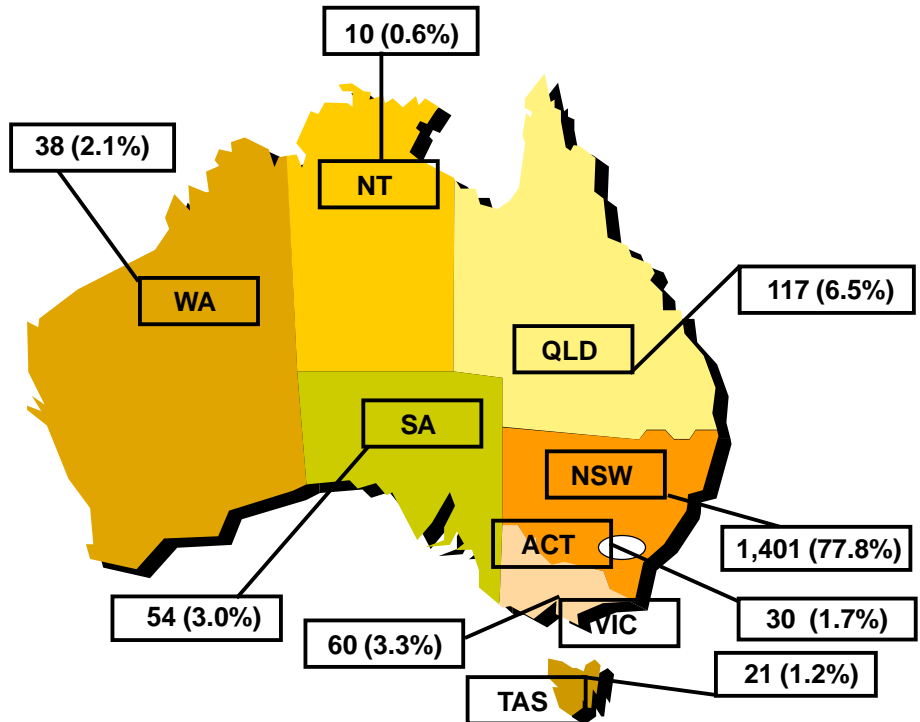 10 (0.6%)
38 (2.1%)
NT
WA
117 (6.5%)
QLD
SA
NSW
ACT
1,401 (77.8%)
54 (3.0%)
30 (1.7%)
VIC
60 (3.3%)
21 (1.2%)
TAS